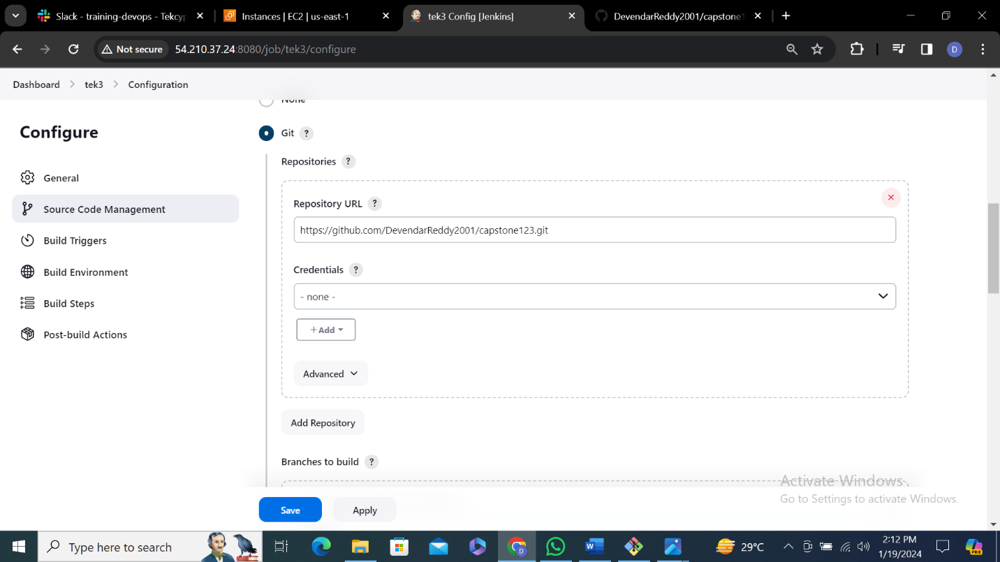 Slack - training-devops - Tekcyp
Instances | EC2 | us-east-1
tek3 Config [Jenkins]
DevendarReddy2001/capstone1
Not secure
54.210.37.24:8080/job/tek3/configure
D
Dashboard
tek3
Configuration
None
Configure
General
Source Code Management
Build Triggers
Build Environment
Build Steps
Post-build Actions
Git ?
Repositories ?
Repository URL ?
https://github.com/DevendarReddy2001/capstone123.git
Credentials ?
- none -
+ Add
Advanced
Add Repository
Branches to build ?
Save
Apply
Activate Windows
Go to Settings to activate Windows.
Type here to search
29°C
2:12 PM
1/19/2024
PRE